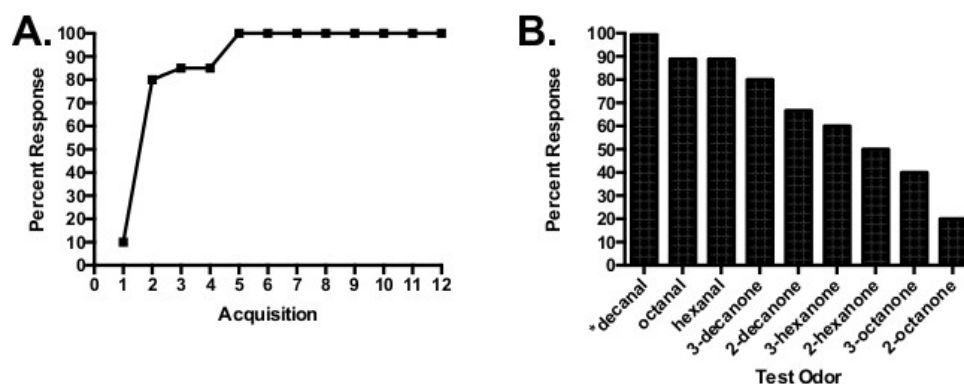 A.
Percent Response
100
90
80
70
60
50
40
30
20
10
0
0 1 2 3 4 5 6 7 8 9 10 11 12
Acquisition
B.
Percent Response
100
90
80
70
60
50
40
30
20
10
0
*decanal
octanal
hexanal
3-decanone
2-decanone
3-hexanone
2-hexanone
3-octanone
2-octanone
Test Odor